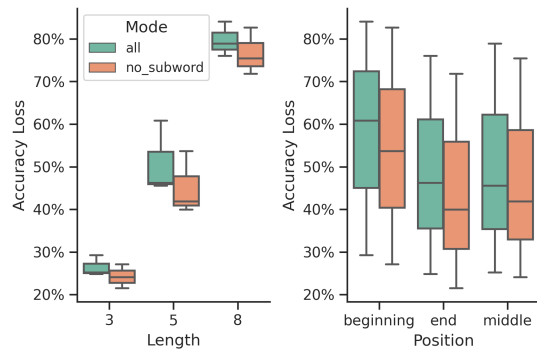 Mode
all
no_subword
80%
70%
60%
50%
40%
30%
20%
Accuracy Loss
3 5 8
Length
80%
70%
60%
50%
40%
30%
20%
Accuracy Loss
beginning end middle
Position